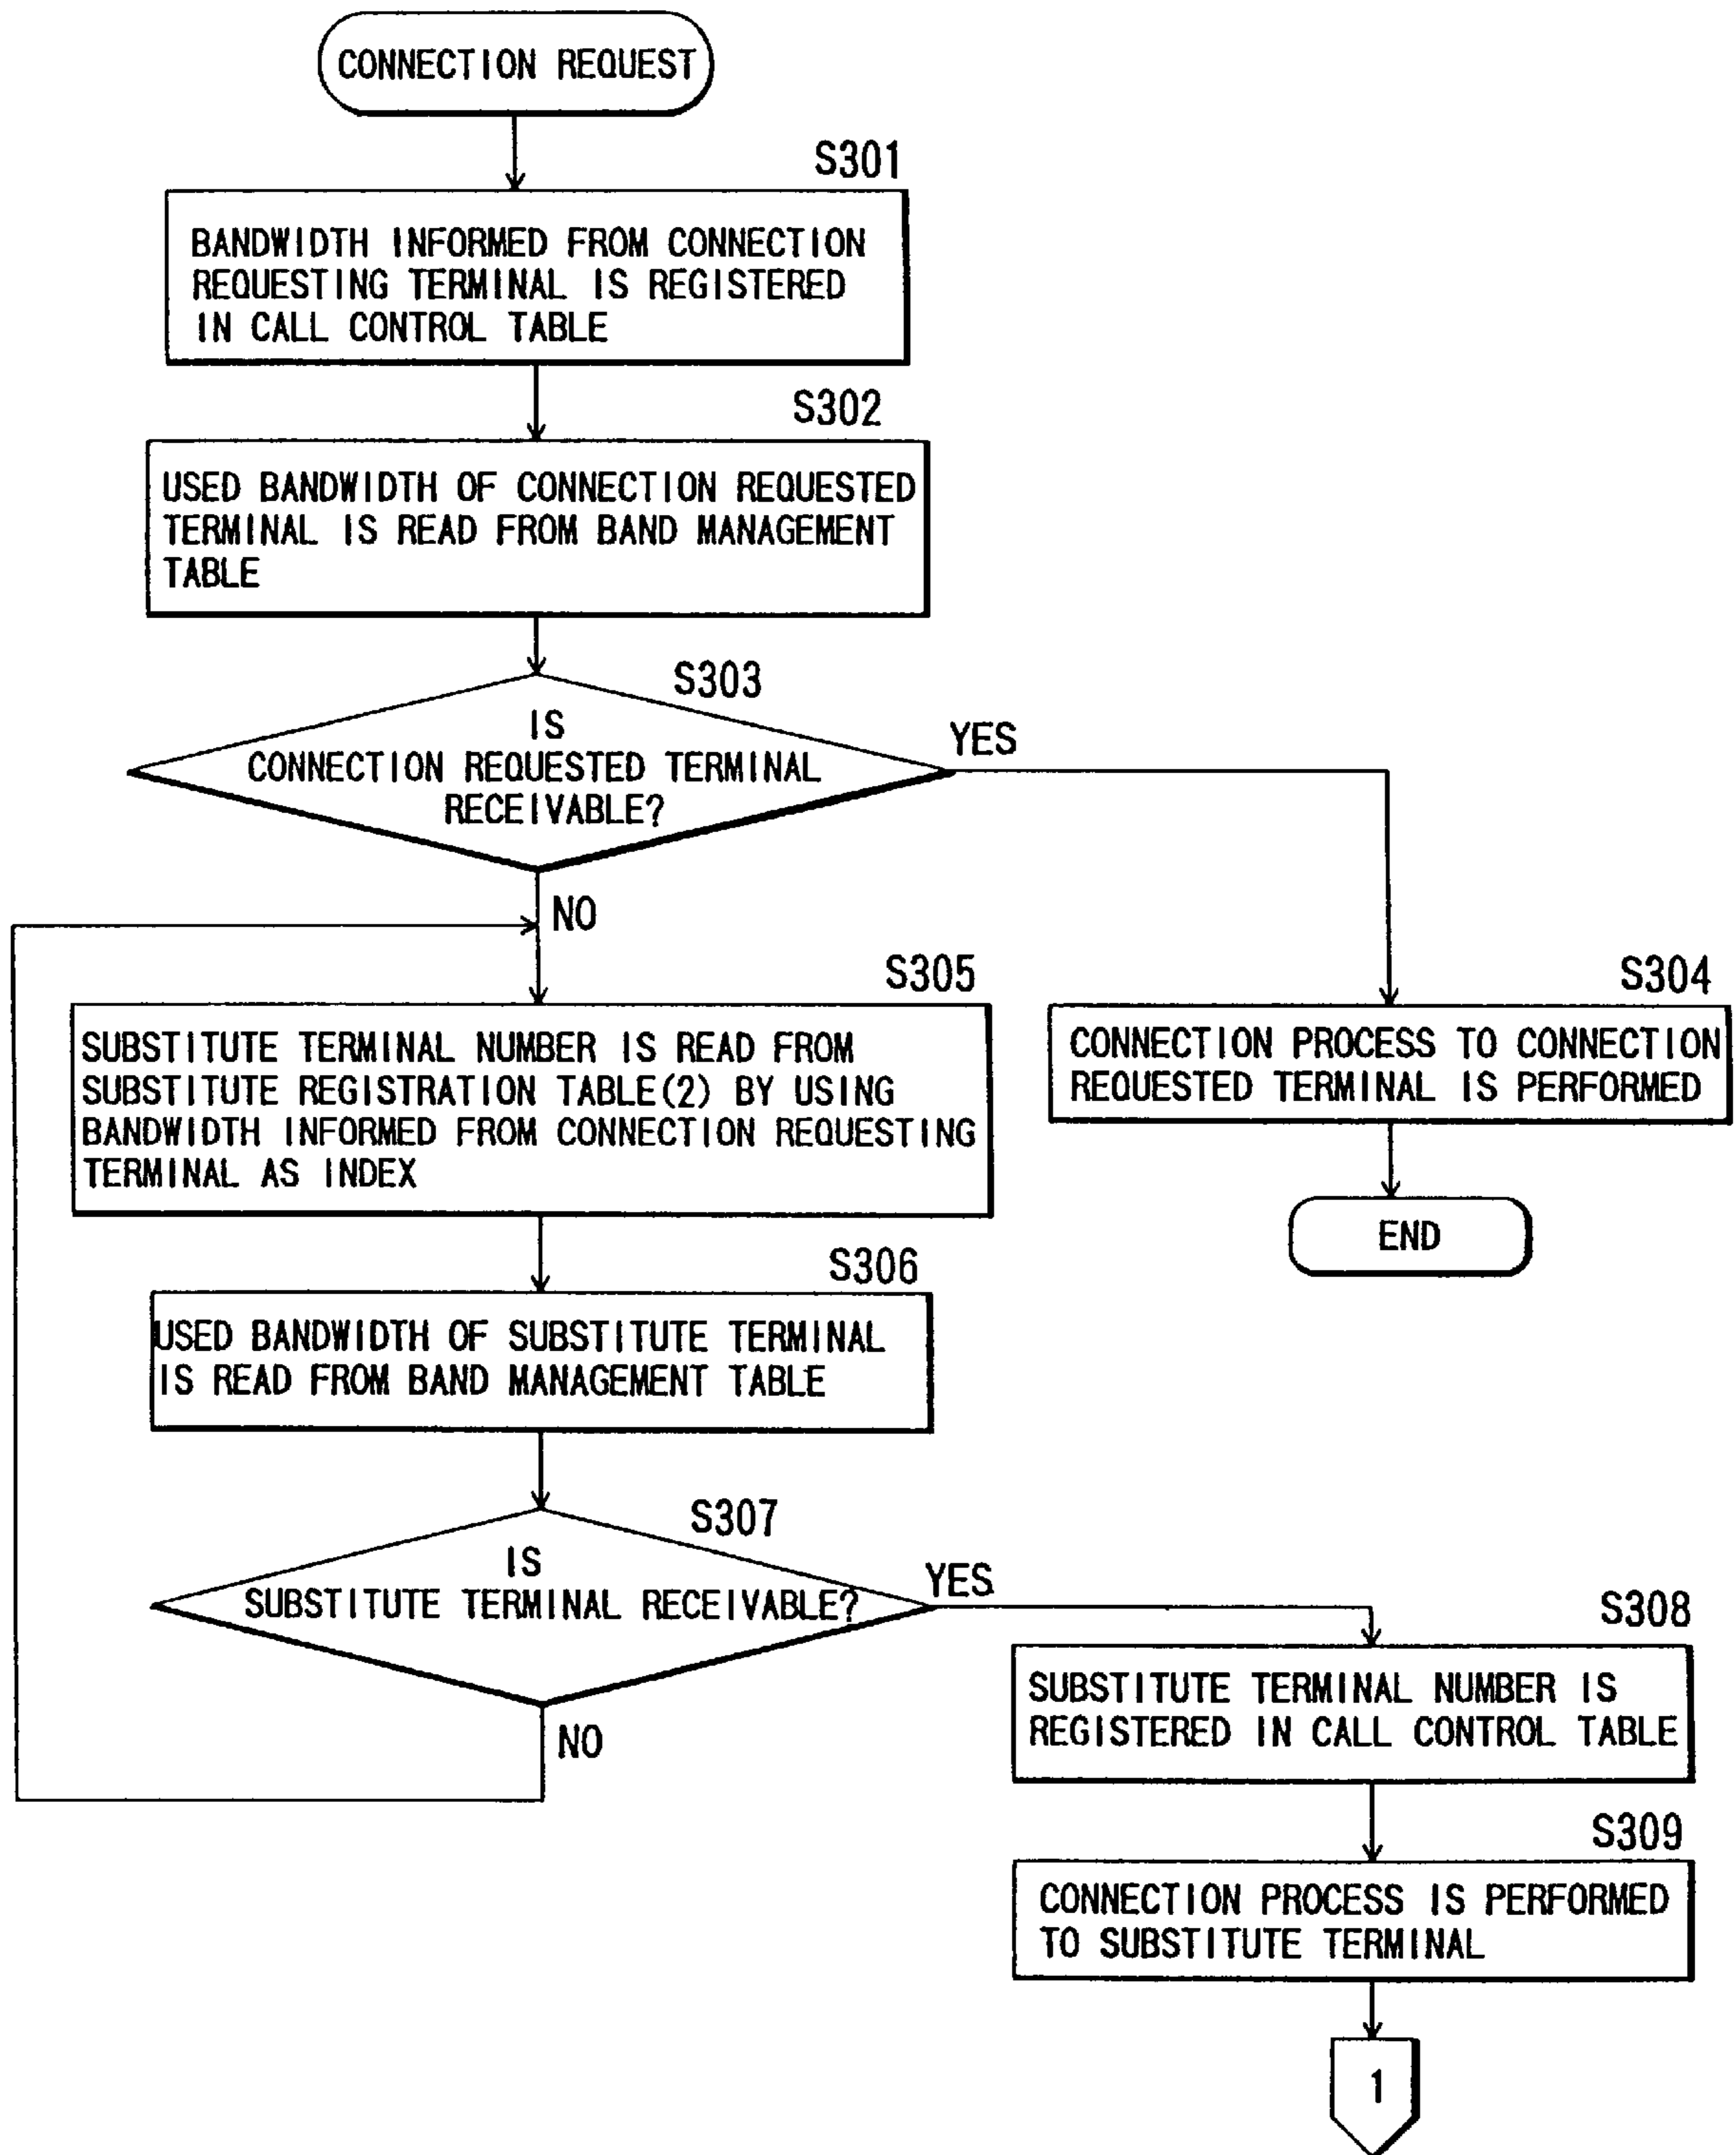 CONNECTION REQUEST
S301
BANDWIDTH INFORMED FROM CONNECTION
REQUESTING TERMINAL IS REGISTERED
IN CALL CONTROL TABLE
S302
USED BANDWIDTH OF CONNECTION REQUESTED
TERMINAL IS READ FROM BAND MANAGEMENT
TABLE
S303
IS
CONNECTION REQUESTED TERMINAL
RECEIVABLE?
YES
NO
S304
CONNECTION PROCESS TO CONNECTION
REQUESTED TERMINAL IS PERFORMED
END
S305
SUBSTITUTE TERMINAL NUMBER IS READ FROM
SUBSTITUTE REGISTRATION TABLE(2) BY USING
BANDWIDTH INFORMED FROM CONNECTION REQUESTING
TERMINAL AS INDEX
S306
USED BANDWIDTH OF SUBSTITUTE TERMINAL
IS READ FROM BAND MANAGEMENT TABLE
S307
IS
SUBSTITUTE TERMINAL RECEIVABLE?
YES
NO
S308
SUBSTITUTE TERMINAL NUMBER IS
REGISTERED IN CALL CONTROL TABLE
S309
CONNECTION PROCESS IS PERFORMED
TO SUBSTITUTE TERMINAL
1